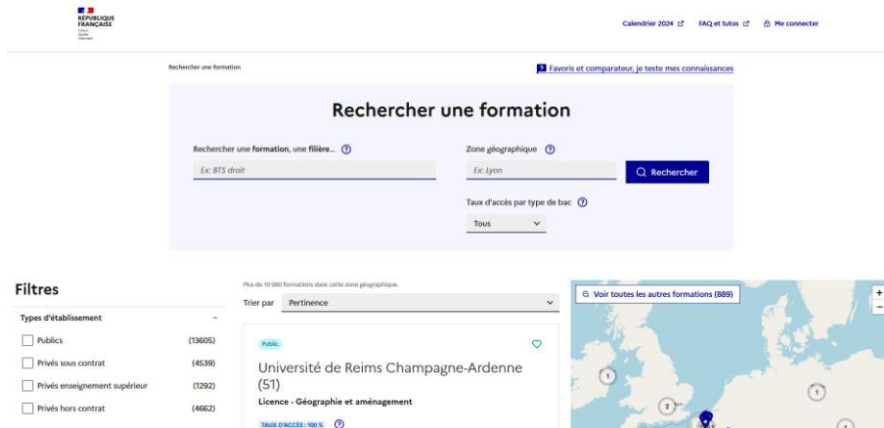 RÉPUBLIQUE
FRANÇAISE
Calendrier 2024
FAQ et tutos
Me connecter
Rechercher une formation
Favoris et comparateur, je teste mes connaissances
Rechercher une formation
Rechercher une formation, une filière...
Ex: BTS droit
Zone géographique
Ex: Lyon
Rechercher
Taux d'accès par type de bac
Tous
Filtres
Types d'établissement
Publics (13605)
Privés sous contrat (4539)
Privés enseignement supérieur (1292)
Privés hors contrat (4662)
Plus de 10 000 formations dans cette zone géographique.
Trier par Pertinence
Public
Université de Reims Champagne-Ardenne
(51)
Licence - Géographie et aménagement
TAUX D'ACCÈS : 100 %
Voir toutes les autres formations (889)
+
−
1
1
2